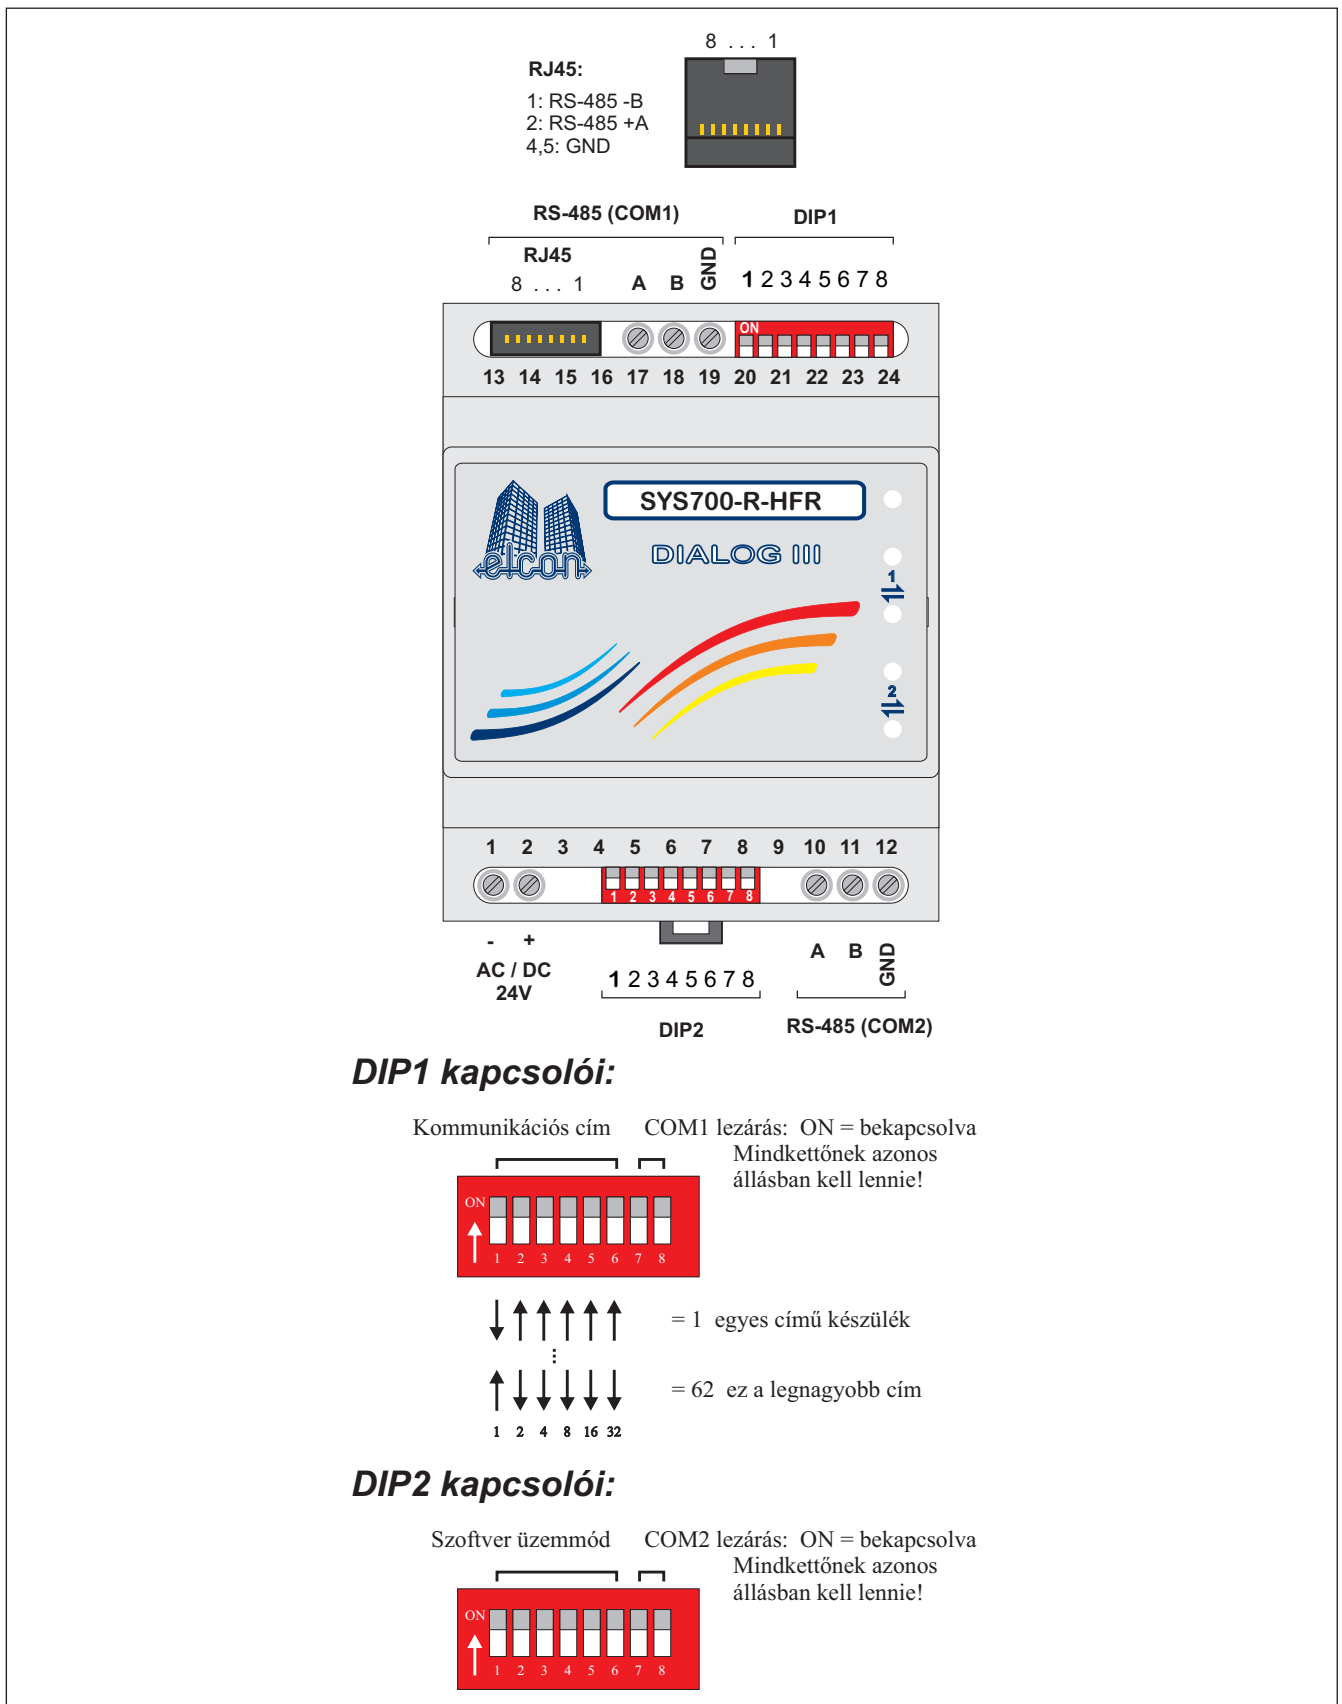 8 . . . 1
RJ45:
1: RS-485 -B
2: RS-485 +A
4,5: GND
RS-485 (COM1)
DIP1
RJ45
8 . . . 1
A B GND
1 2 3 4 5 6 7 8
ON
13 14 15 16 17 18 19 20 21 22 23 24
SYS700-R-HFR
elcon
DIALOG III
1
2
1 2 3 4 5 6 7 8 9 10 11 12
1 2 3 4 5 6 7 8
- +
AC / DC
24V
1 2 3 4 5 6 7 8
DIP2
A B GND
RS-485 (COM2)
DIP1 kapcsolói:
Kommunikációs cím
COM1 lezárás: ON = bekapcsolva
Mindkettőnek azonos
állásban kell lennie!
ON
1 2 3 4 5 6 7 8
= 1 egyes című készülék
= 62 ez a legnagyobb cím
1 2 4 8 16 32
DIP2 kapcsolói:
Szoftver üzemmód
COM2 lezárás: ON = bekapcsolva
Mindkettőnek azonos
állásban kell lennie!
ON
1 2 3 4 5 6 7 8